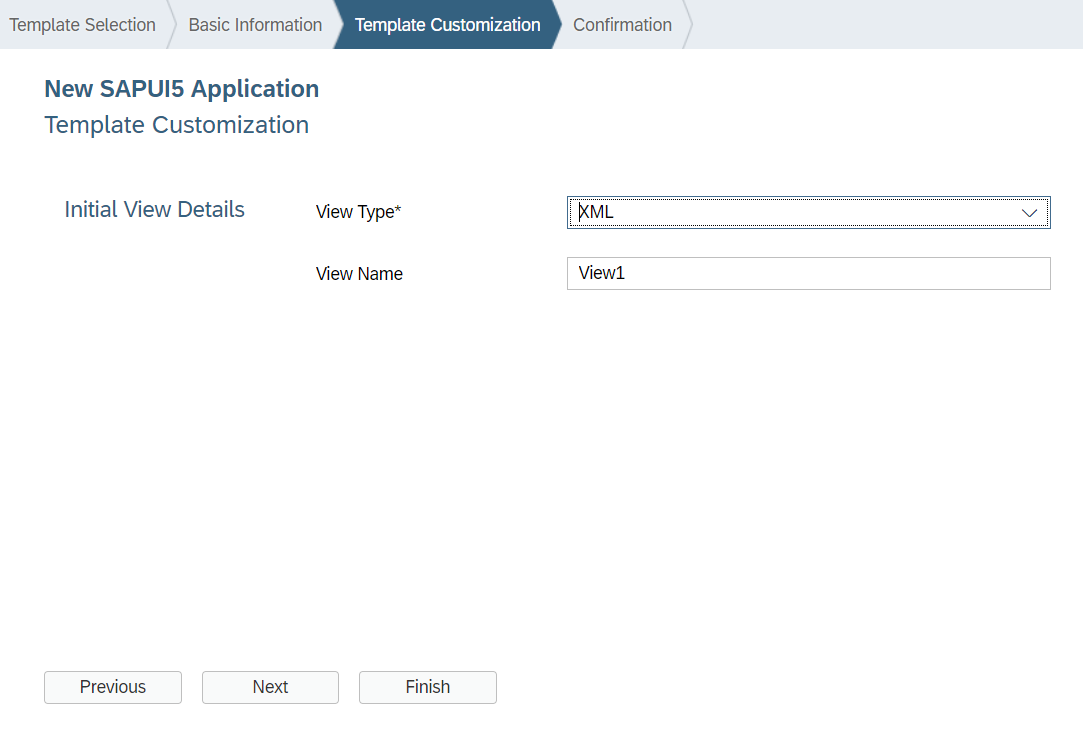 Template Selection Basic Information Template Customization Confirmation
New SAPUI5 Application
Template Customization
Initial View Details View Type* XML
View Name View1
Previous Next Finish